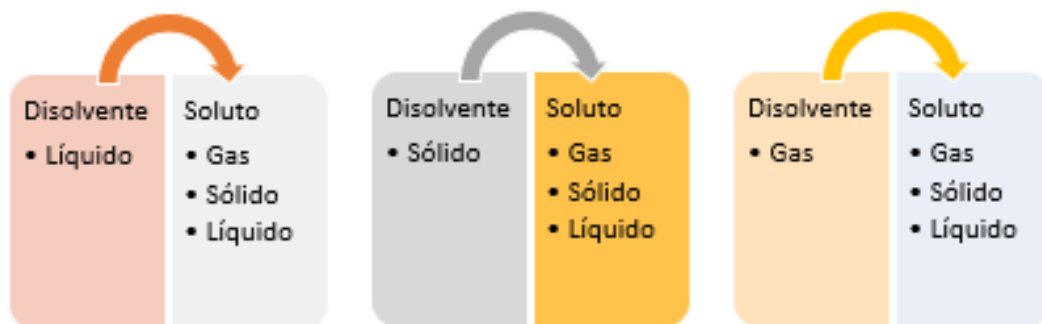 Disolvente
• Líquido
Soluto
• Gas
• Sólido
• Líquido
Disolvente
• Sólido
Soluto
• Gas
• Sólido
• Líquido
Disolvente
• Gas
Soluto
• Gas
• Sólido
• Líquido